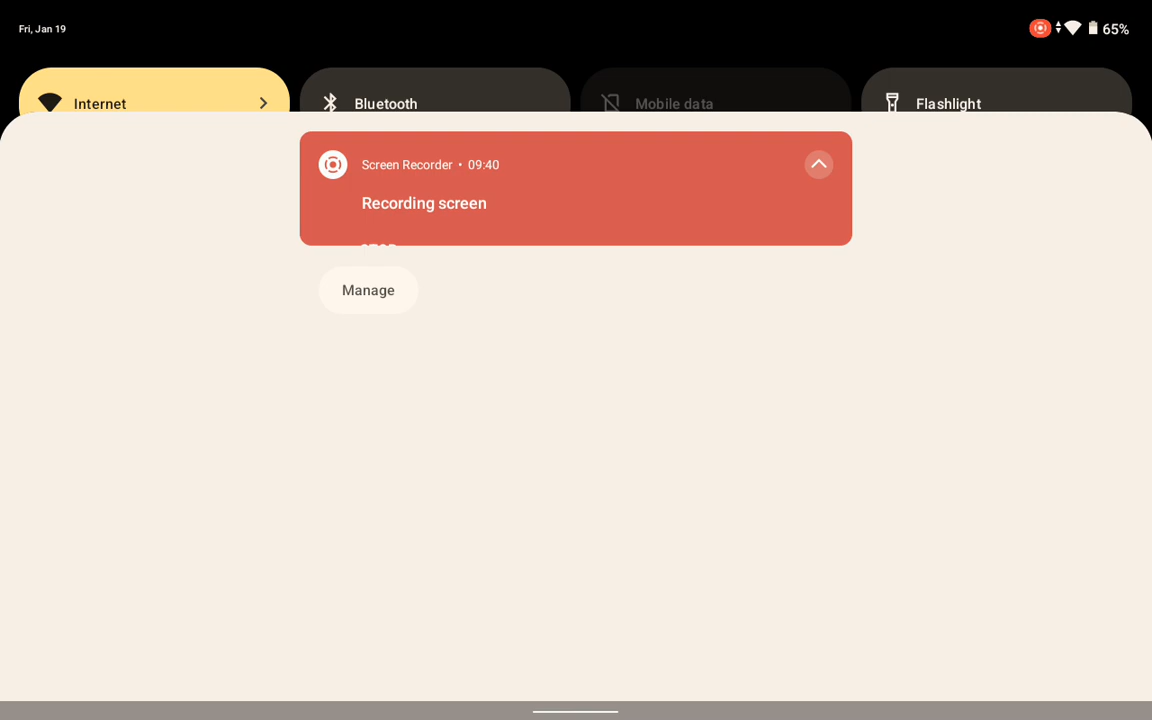 Fri, Jan 19
65%
Internet
Bluetooth
Mobile data
Flashlight
Screen Recorder • 09:40
Recording screen
Manage